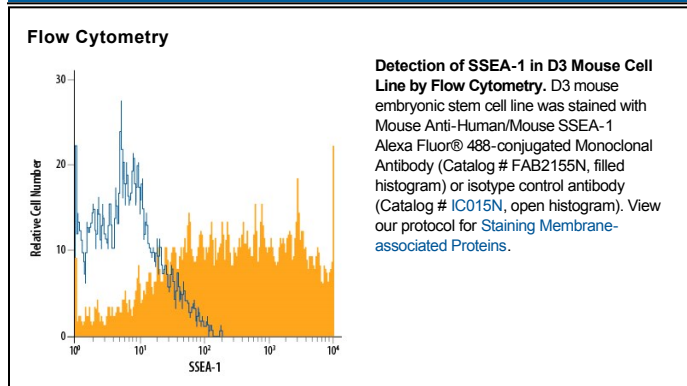 Flow Cytometry
Detection of SSEA-1 in D3 Mouse Cell
Line by Flow Cytometry. D3 mouse
embryonic stem cell line was stained with
Mouse Anti-Human/Mouse SSEA-1
Alexa Fluor® 488-conjugated Monoclonal
Antibody (Catalog # FAB2155N, filled
histogram) or isotype control antibody
(Catalog # IC015N, open histogram). View
our protocol for Staining Membrane-
associated Proteins.
Relative Cell Number
30
20
10
0
10⁰ 10¹ 10² 10³ 10⁴
SSEA-1